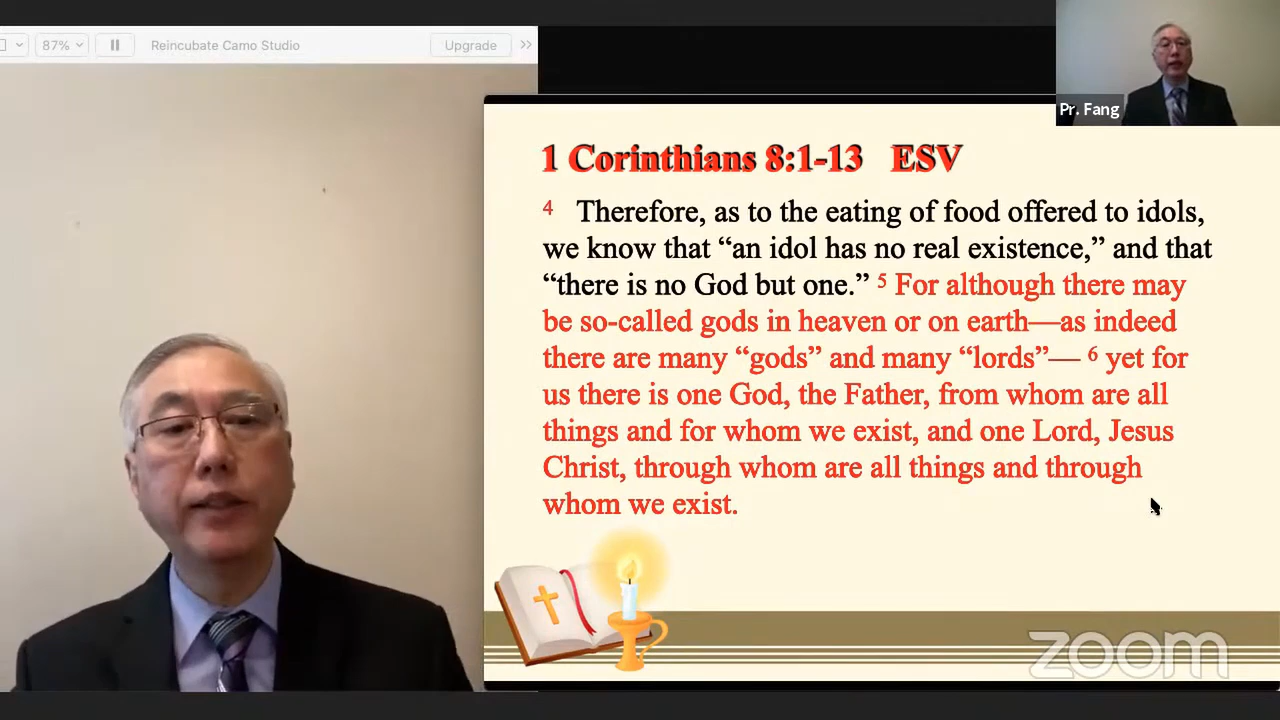 87%
Reincubate Camo Studio
Upgrade
Pr. Fang
1 Corinthians 8:1-13 ESV
4 Therefore, as to the eating of food offered to idols,
we know that “an idol has no real existence,” and that
“there is no God but one.” 5 For although there may
be so-called gods in heaven or on earth—as indeed
there are many “gods” and many “lords”— 6 yet for
us there is one God, the Father, from whom are all
things and for whom we exist, and one Lord, Jesus
Christ, through whom are all things and through
whom we exist.
zoom